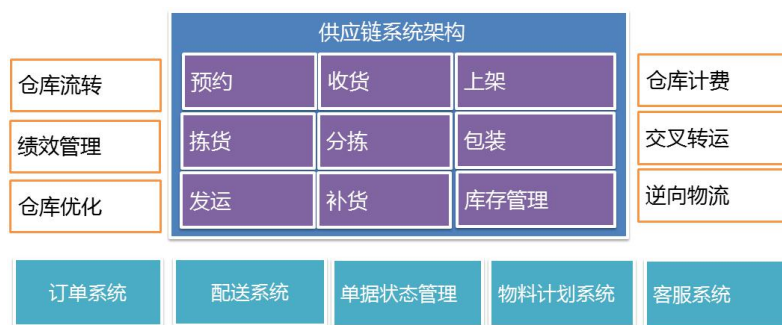 供应链系统架构
仓库流转
预约
收货
上架
仓库计费
绩效管理
拣货
分拣
包装
交叉转运
仓库优化
发运
补货
库存管理
逆向物流
订单系统
配送系统
单据状态管理
物料计划系统
客服系统